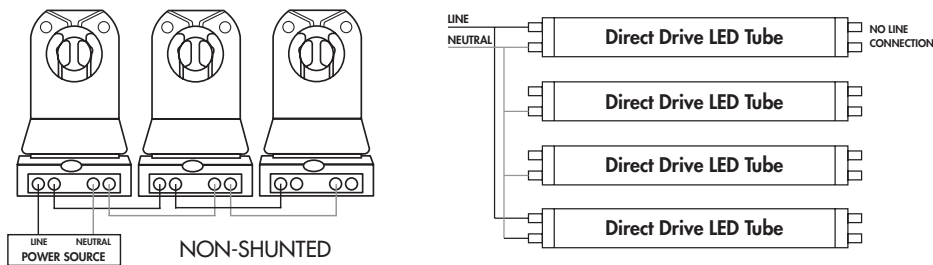 LINE
NEUTRAL
POWER SOURCE
NON-SHUNTED
LINE
NEUTRAL
Direct Drive LED Tube
NO LINE
CONNECTION
Direct Drive LED Tube
Direct Drive LED Tube
Direct Drive LED Tube